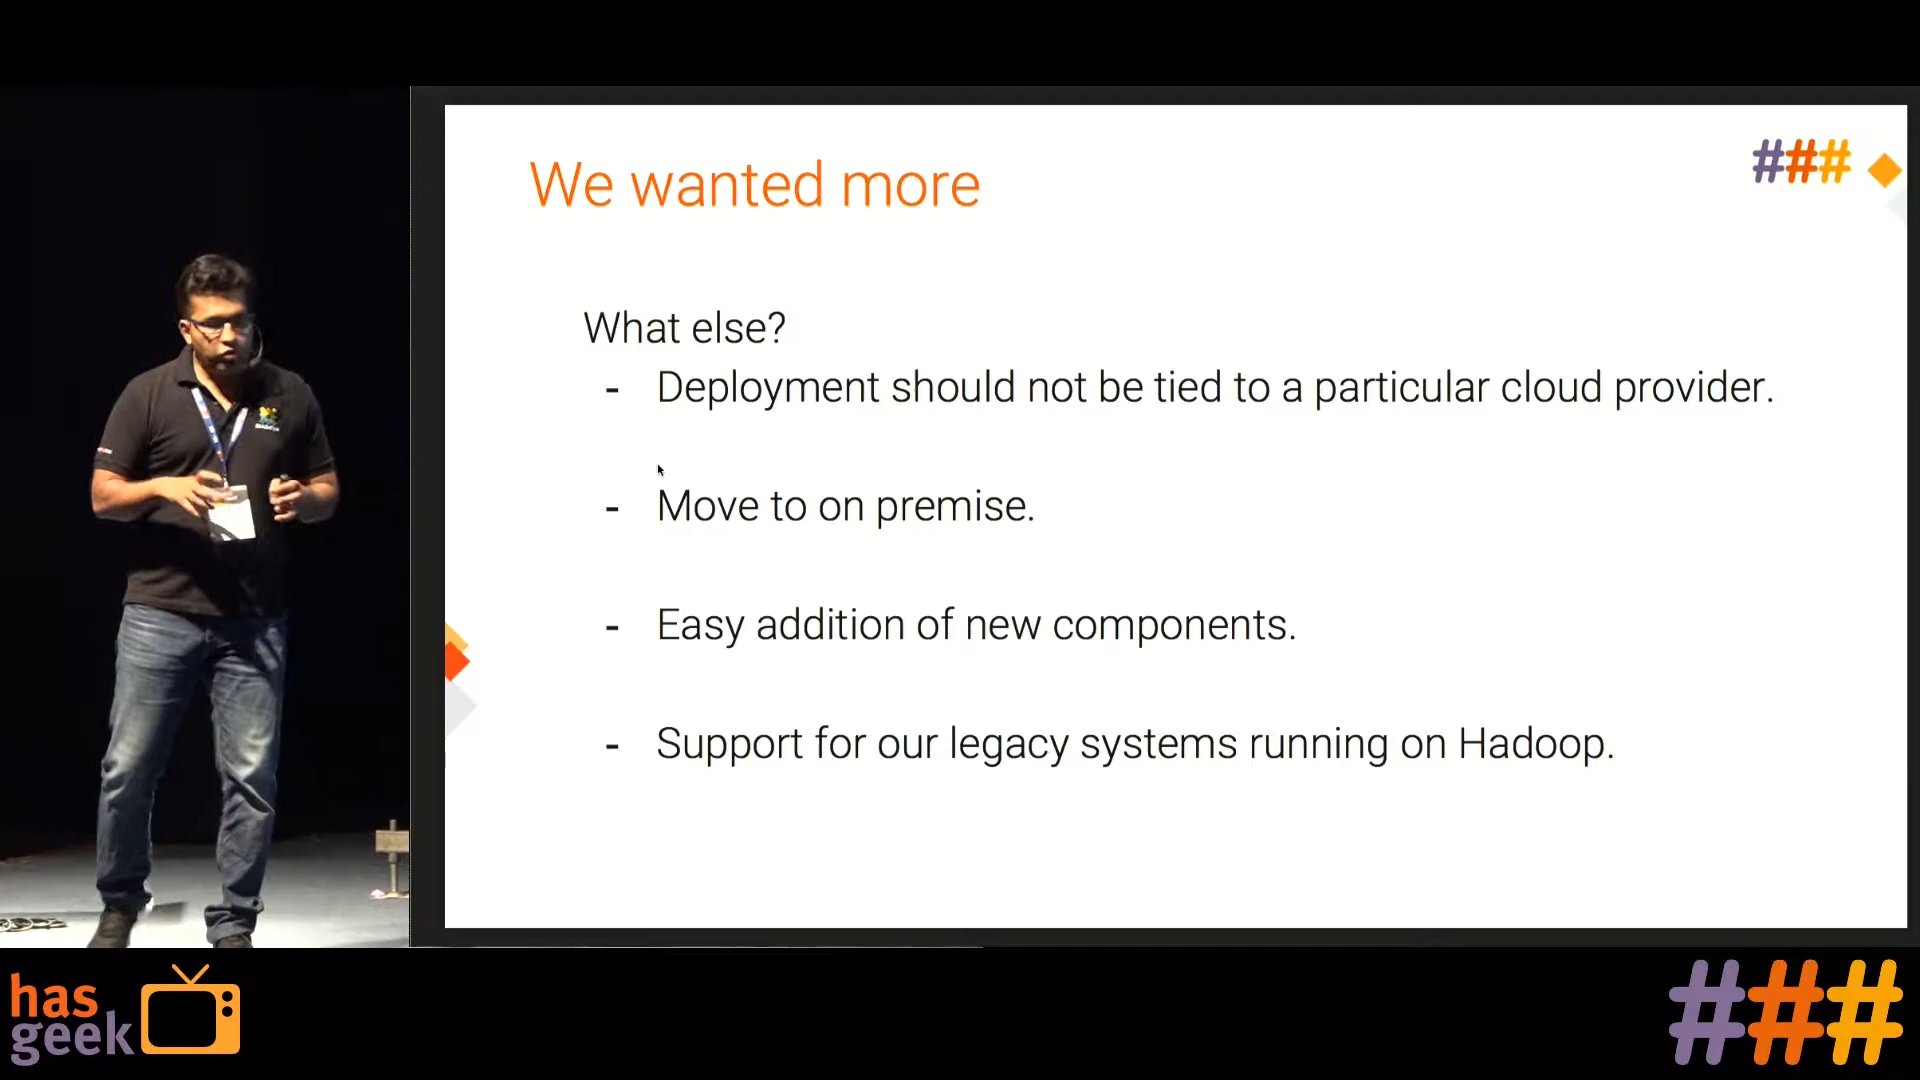 We wanted more
###
What else?
- Deployment should not be tied to a particular cloud provider.
- Move to on premise.
- Easy addition of new components.
- Support for our legacy systems running on Hadoop.
has
geek
###